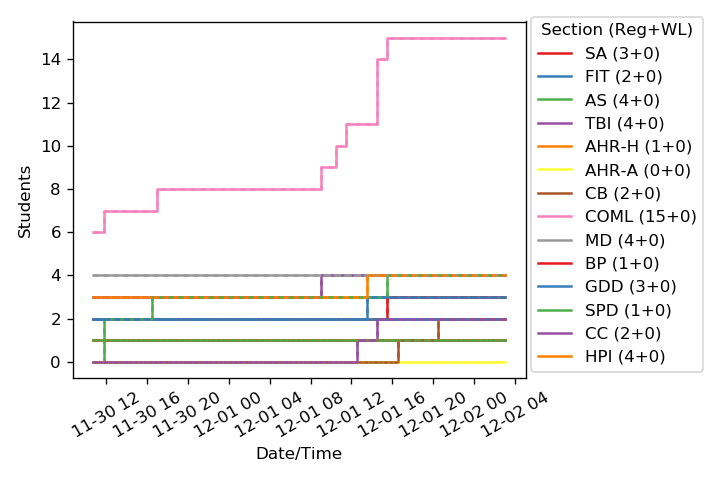 Students
14
12
10
8
6
4
2
0
11-30 12
11-30 16
11-30 20
12-01 00
12-01 04
12-01 08
12-01 12
12-01 16
12-01 20
12-02 00
12-02 04
Date/Time
Section (Reg+WL)
SA (3+0)
FIT (2+0)
AS (4+0)
TBI (4+0)
AHR-H (1+0)
AHR-A (0+0)
CB (2+0)
COML (15+0)
MD (4+0)
BP (1+0)
GDD (3+0)
SPD (1+0)
CC (2+0)
HPI (4+0)